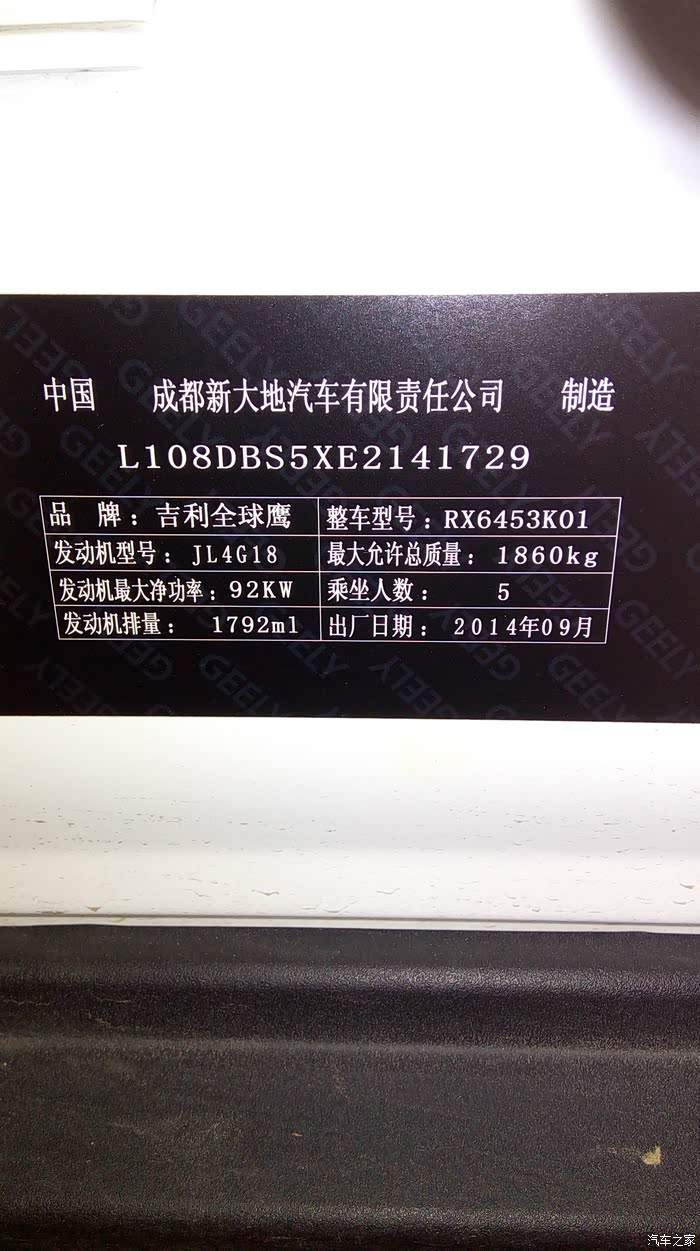 中国 成都新大地汽车有限责任公司 制造
L108DBS5XE2141729
品 牌：吉利全球鹰 整车型号：RX6453K01
发动机型号：JL4G18 最大允许总质量：1860kg
发动机最大净功率：92KW 乘坐人数：5
发动机排量：1792ml 出厂日期：2014年09月
GEELY
汽车之家